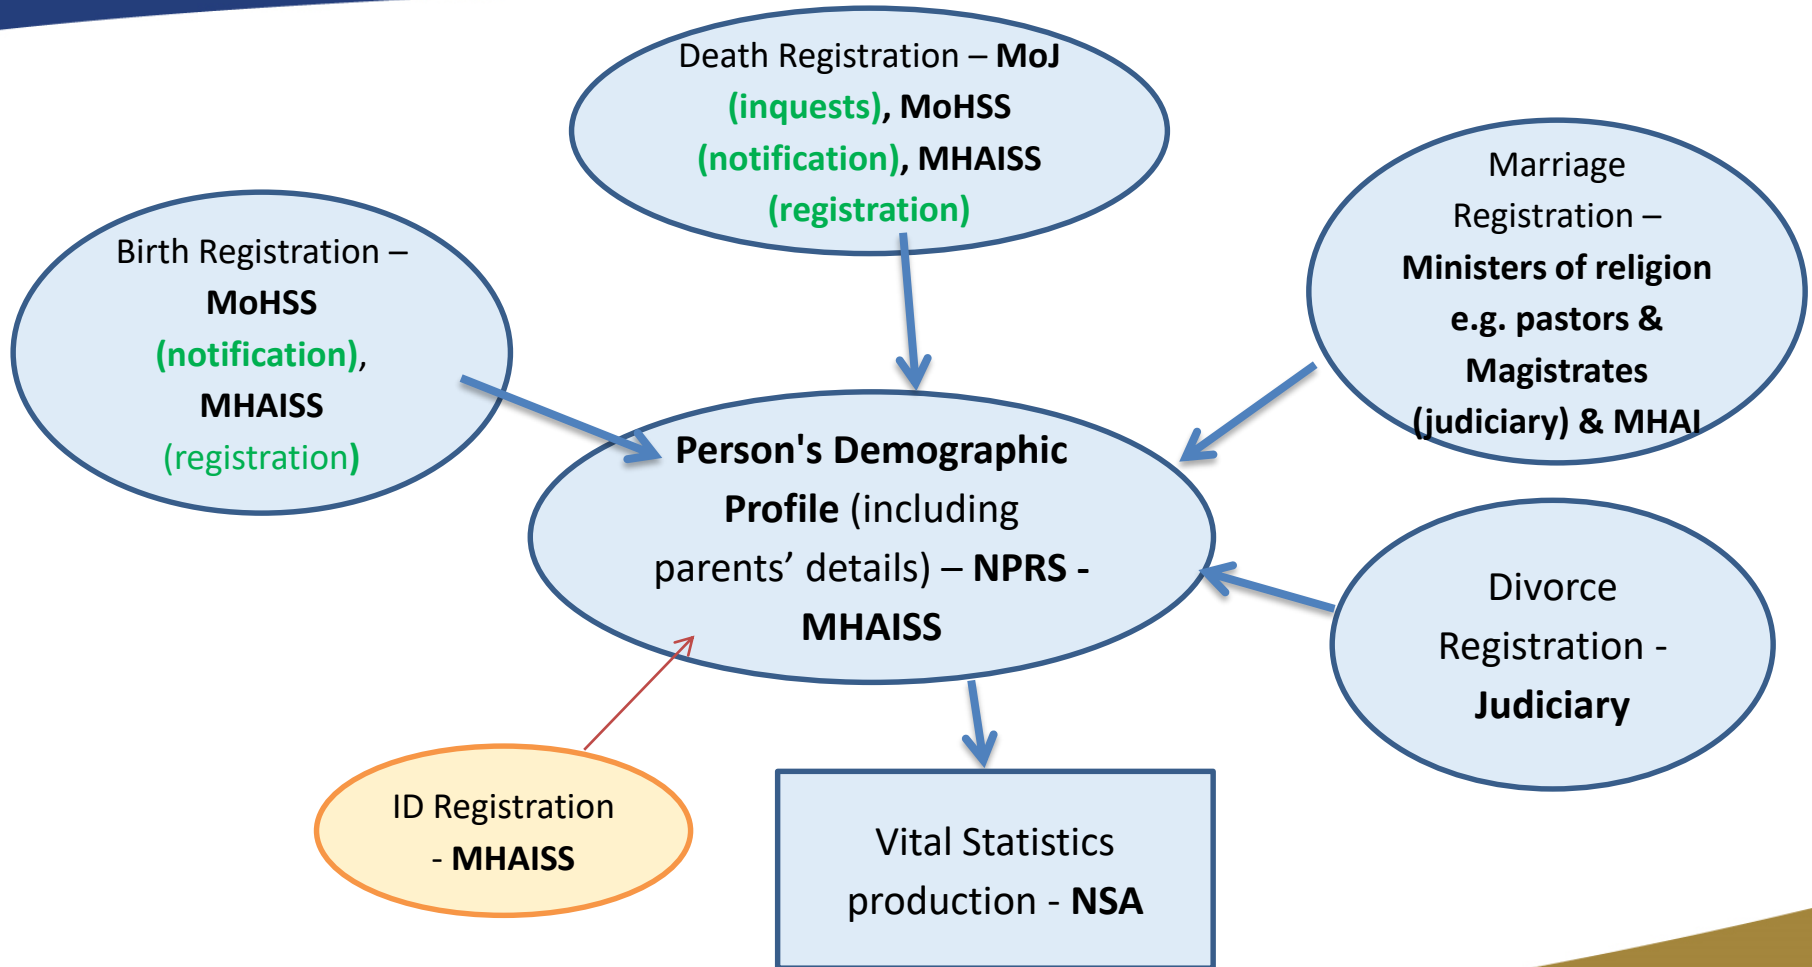 Death Registration – MoJ
(inquests), MoHSS
(notification), MHAISS
(registration)
Birth Registration –
MoHSS
(notification),
MHAISS
(registration)
Marriage
Registration –
Ministers of religion
e.g. pastors &
Magistrates
(judiciary) & MHAI
Person's Demographic
Profile (including
parents’ details) – NPRS -
MHAISS
Divorce
Registration -
Judiciary
ID Registration
- MHAISS
Vital Statistics
production - NSA